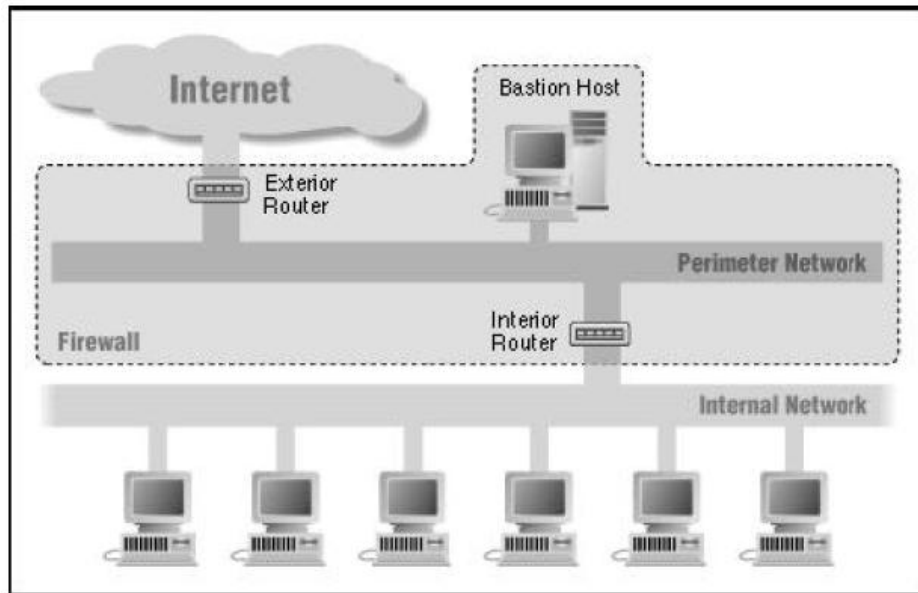 Internet
Bastion Host
Exterior
Router
Perimeter Network
Interior
Router
Firewall
Internal Network